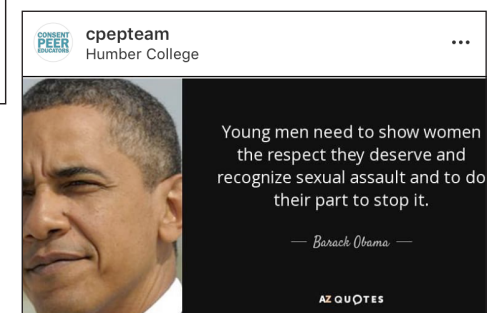 CONSENT
PEER
EDUCATORS
cpepteam
Humber College
Young men need to show women
the respect they deserve and
recognize sexual assault and to do
their part to stop it.
— Barack Obama —
AZ QUOTES